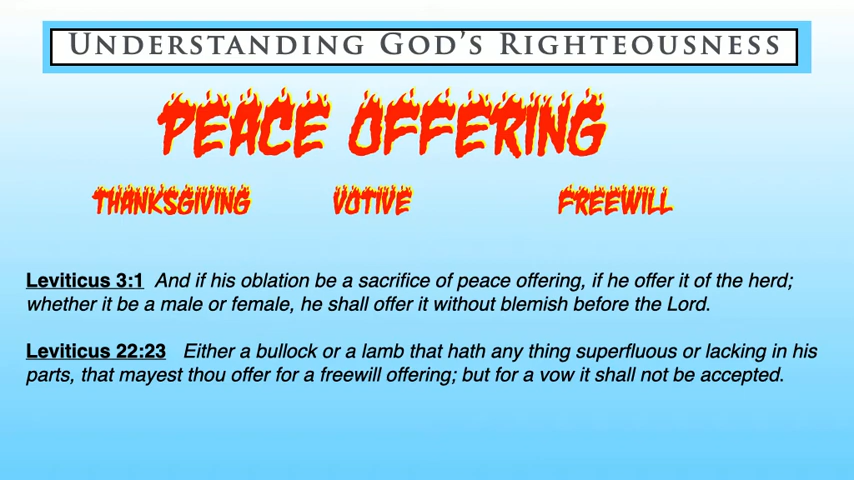 Understanding God's Righteousness
PEACE OFFERING
THANKSGIVING VOTIVE FREEWILL
Leviticus 3:1 And if his oblation be a sacrifice of peace offering, if he offer it of the herd;
whether it be a male or female, he shall offer it without blemish before the Lord.
Leviticus 22:23 Either a bullock or a lamb that hath any thing superfluous or lacking in his
parts, that mayest thou offer for a freewill offering; but for a vow it shall not be accepted.